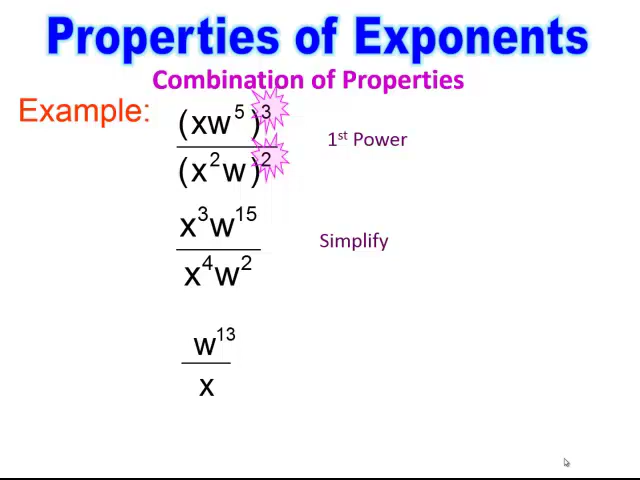 Properties of Exponents
Combination of Properties
Example:
(xw⁵)³
1ˢᵗ Power
(x²w)²
x³w¹⁵
Simplify
x⁴w²
w¹³
x